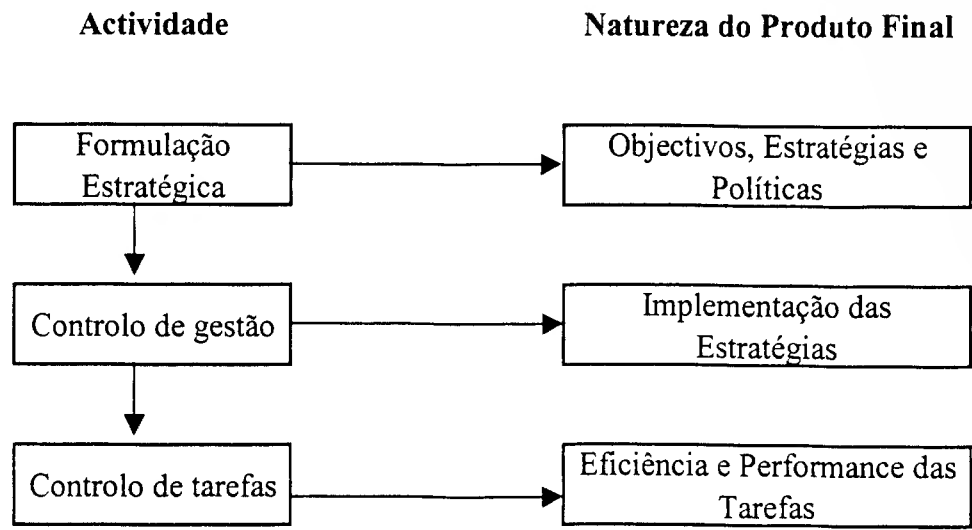 Actividade
Natureza do Produto Final
Formulação
Estratégica
Objectivos, Estratégias e
Políticas
Controlo de gestão
Implementação das
Estratégias
Controlo de tarefas
Eficiência e Performance das
Tarefas